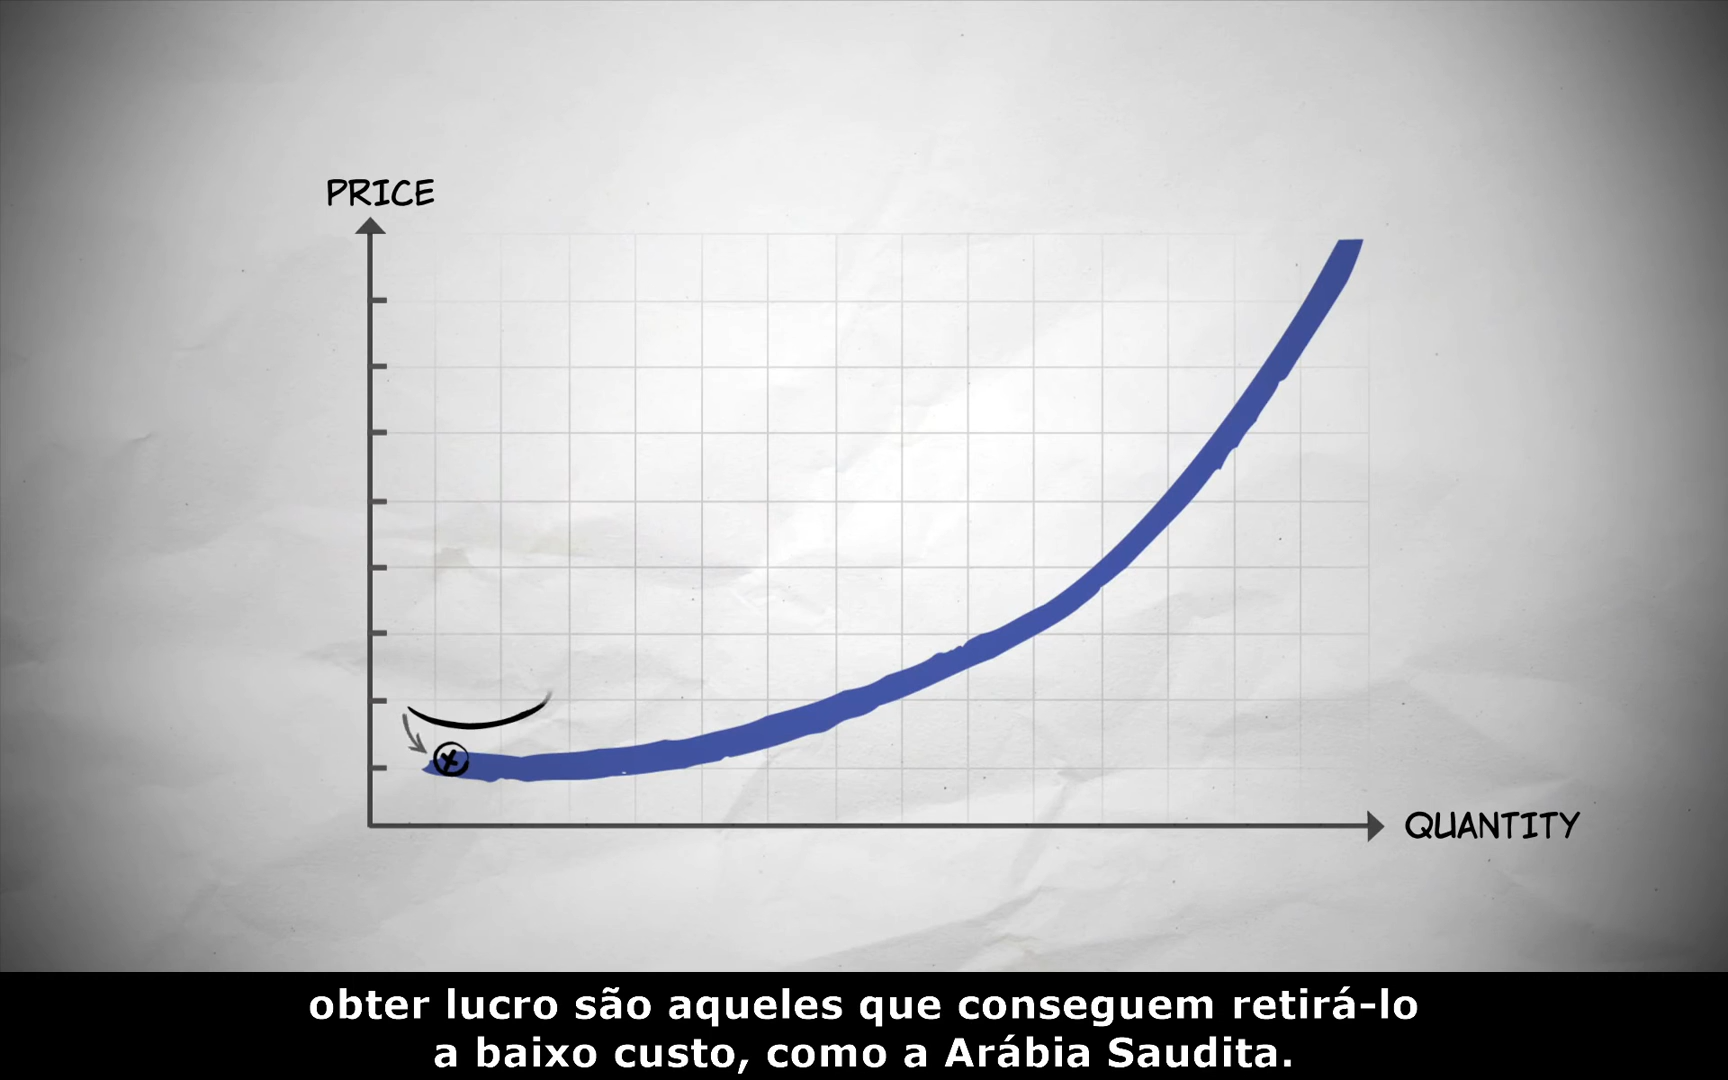 PRICE
QUANTITY
obter lucro são aqueles que conseguem retirá-lo
a baixo custo, como a Arábia Saudita.